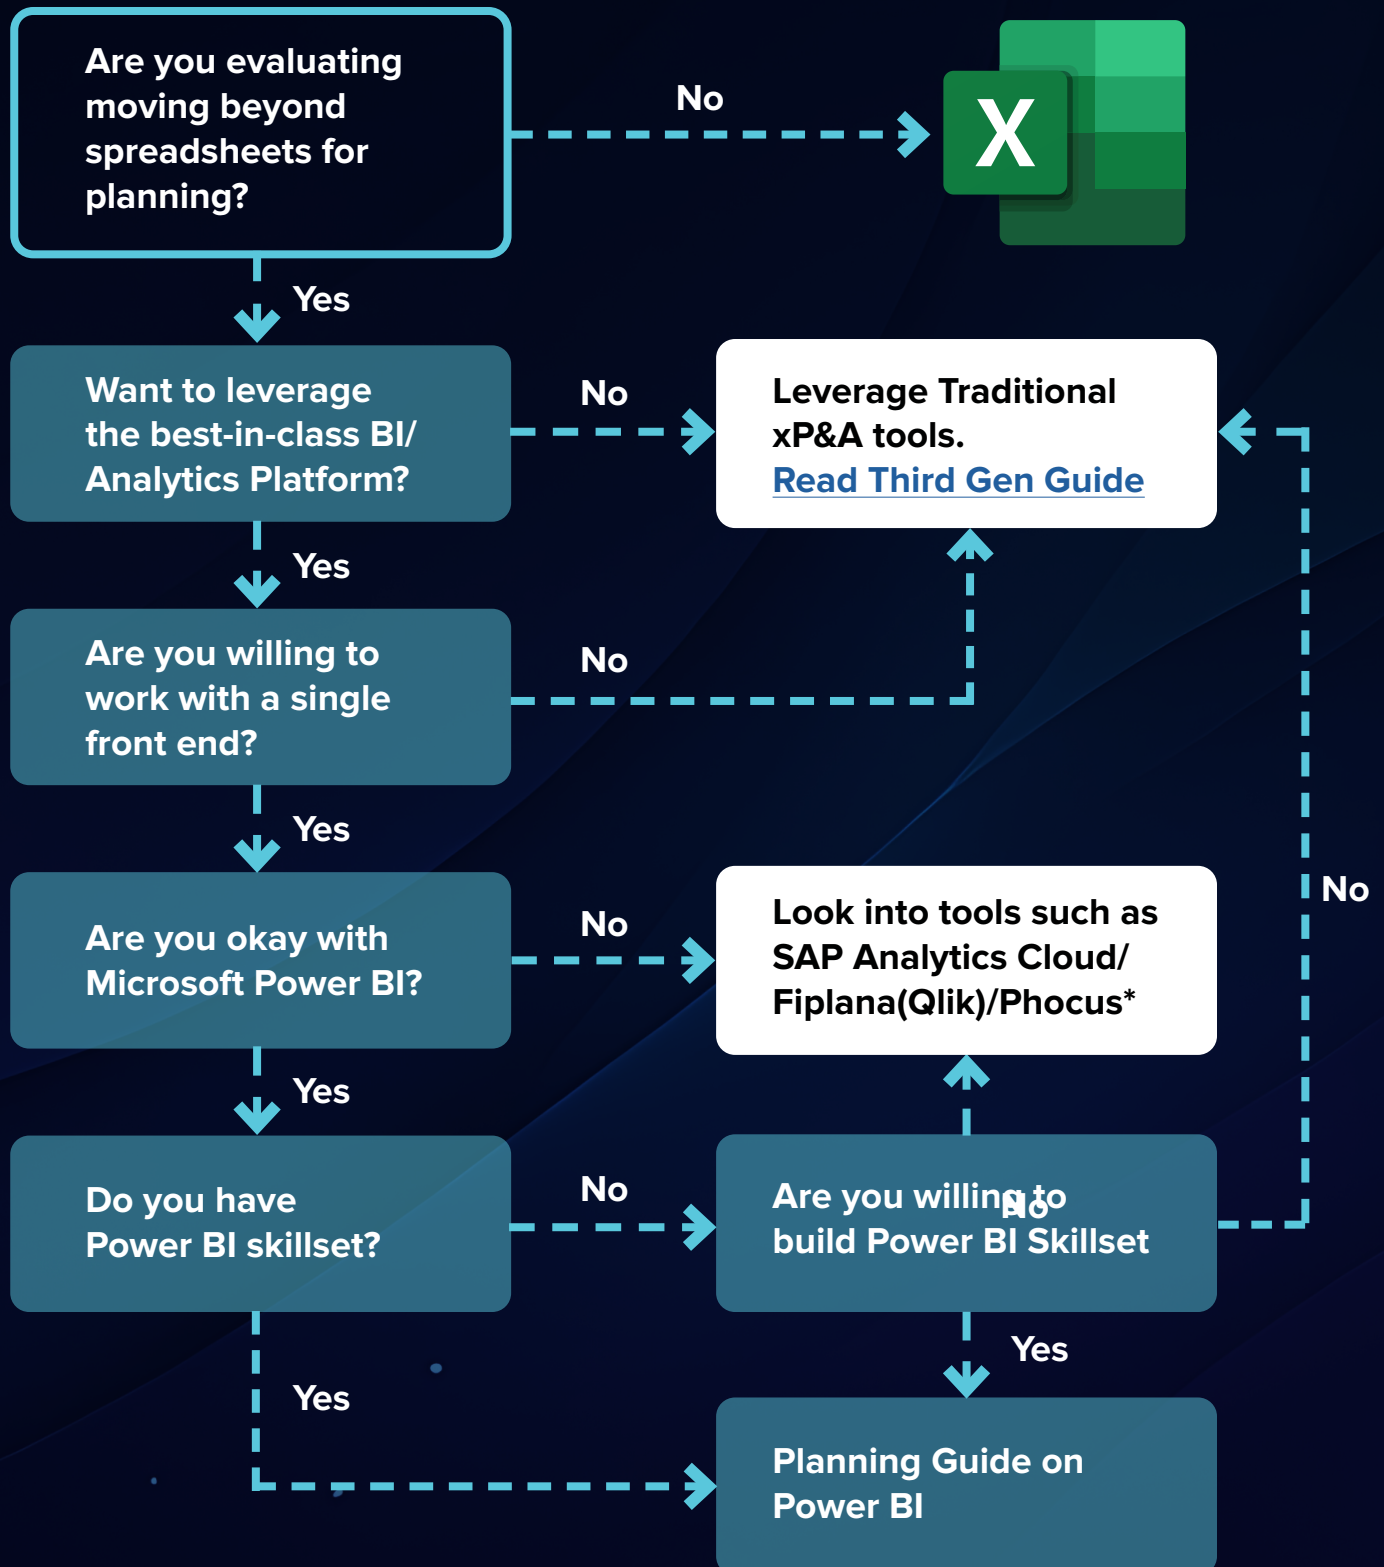 Are you evaluating
moving beyond
spreadsheets for
planning?
No
X
Yes
Want to leverage
the best-in-class BI/
Analytics Platform?
No
Leverage Traditional
xP&A tools.
Read Third Gen Guide
Yes
Are you willing to
work with a single
front end?
No
Yes
Are you okay with
Microsoft Power BI?
No
Look into tools such as
SAP Analytics Cloud/
Fiplana(Qlik)/Phocus*
No
Yes
Do you have
Power BI skillset?
No
Are you willing to
build Power BI Skillset
No
Yes
Yes
Planning Guide on
Power BI